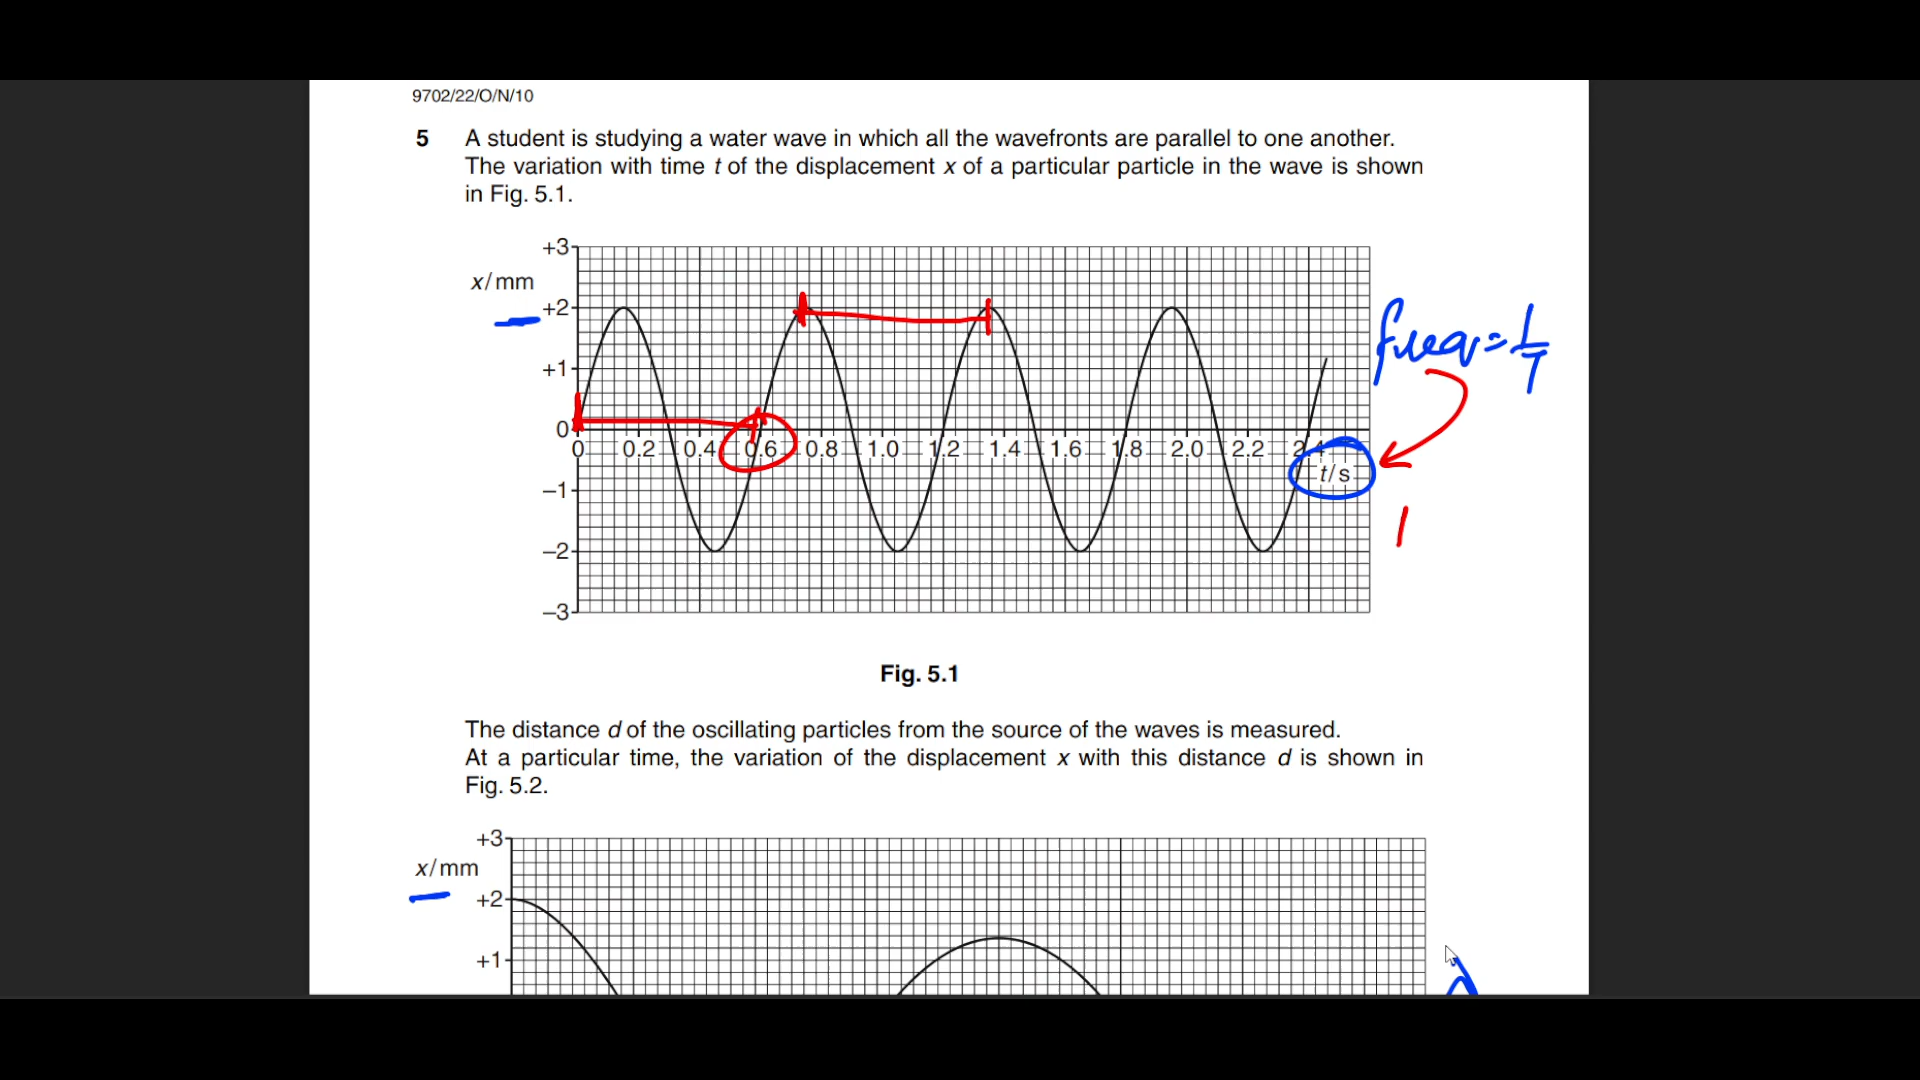 9702/22/O/N/10
5 A student is studying a water wave in which all the wavefronts are parallel to one another.
The variation with time t of the displacement x of a particular particle in the wave is shown
in Fig. 5.1.
+3
x/mm
+2
+1
0
0 0.2 0.4 0.6 0.8 1.0 1.2 1.4 1.6 1.8 2.0 2.2 2.4
t/s
–1
–2
–3
freq = 1/T
Fig. 5.1
The distance d of the oscillating particles from the source of the waves is measured.
At a particular time, the variation of the displacement x with this distance d is shown in
Fig. 5.2.
+3
x/mm
+2
+1